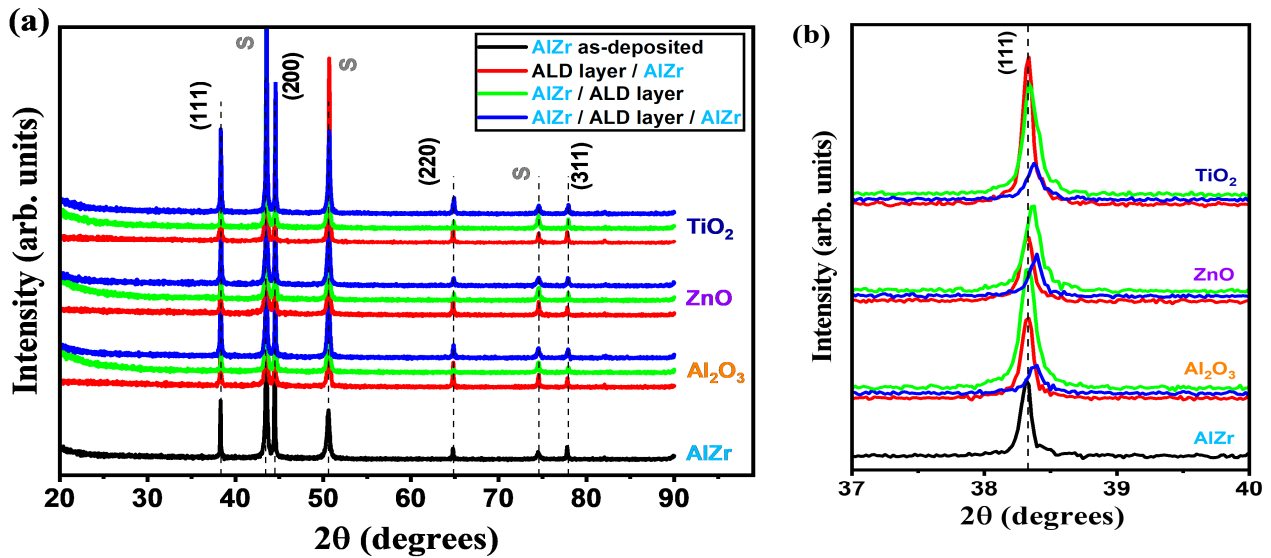 (a)
S
(200)
S
(111)
(220)
S
(311)
AlZr as-deposited
ALD layer / AlZr
AlZr / ALD layer
AlZr / ALD layer / AlZr
TiO₂
ZnO
Al₂O₃
AlZr
Intensity (arb. units)
20 30 40 50 60 70 80 90
2θ (degrees)
(b)
(111)
TiO₂
ZnO
Al₂O₃
AlZr
Intensity (arb. units)
37 38 39 40
2θ (degrees)